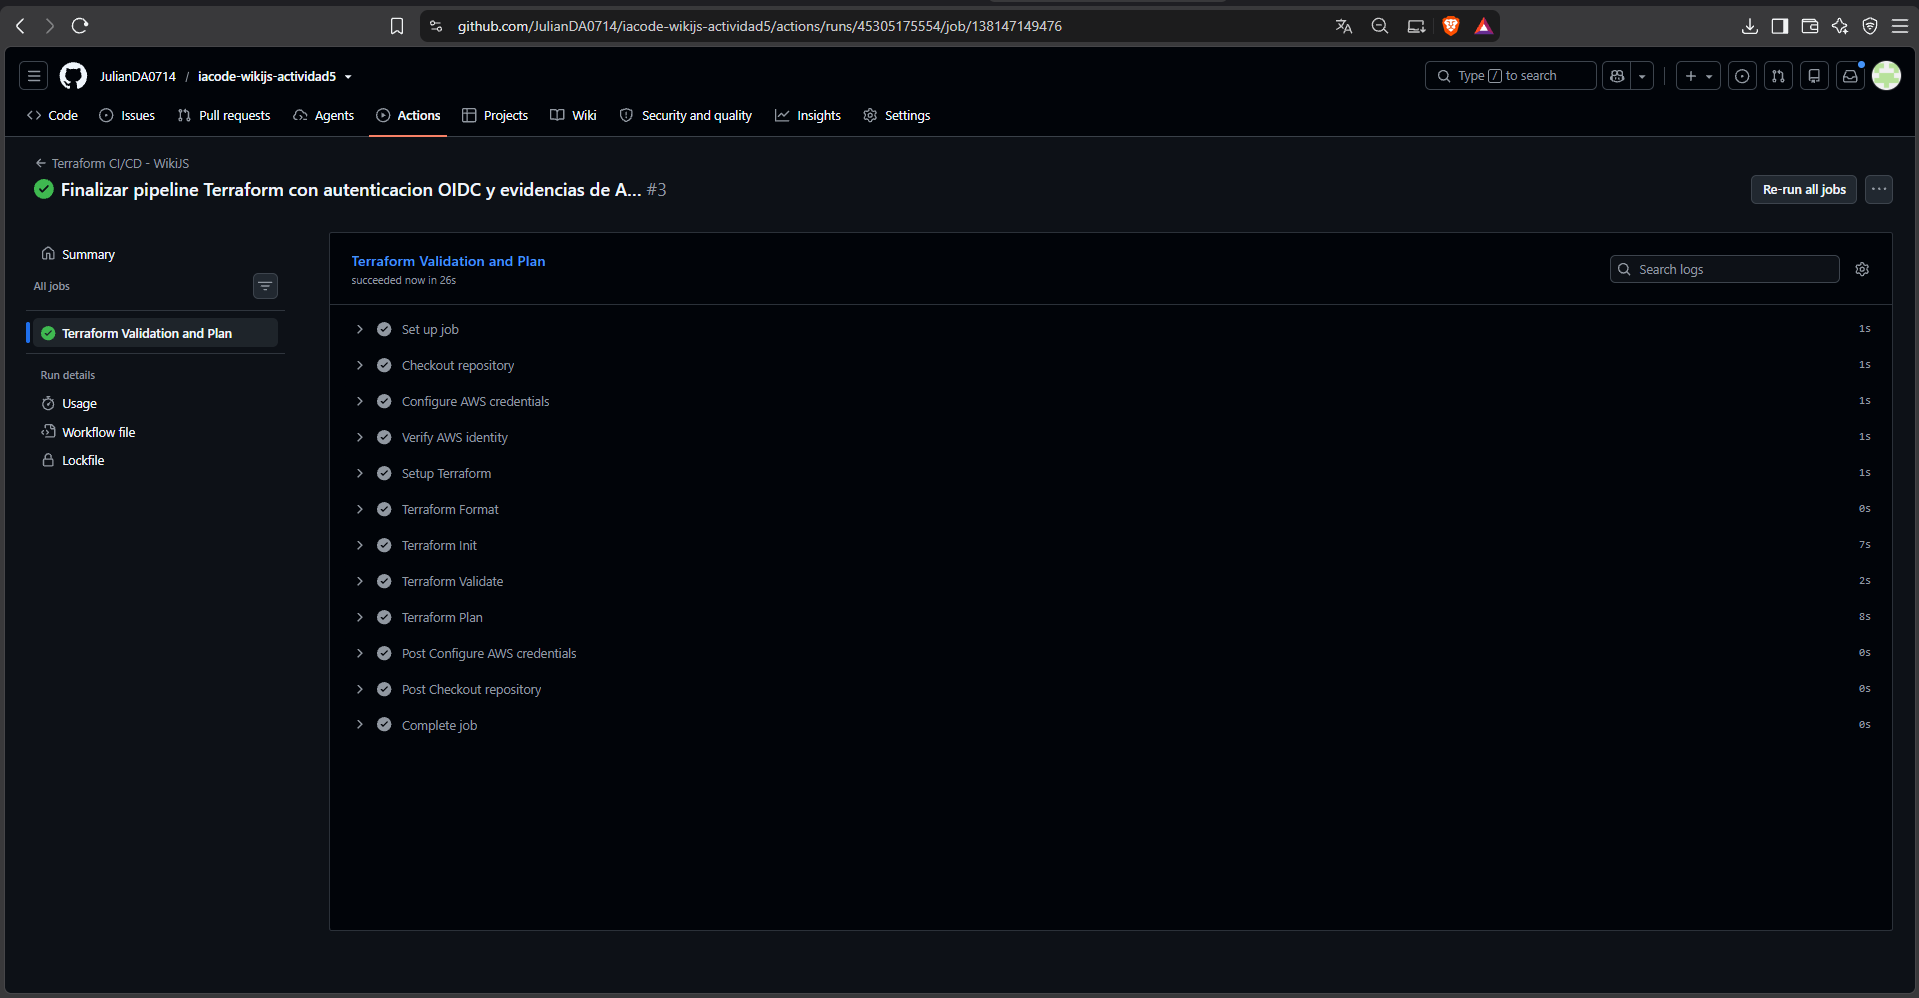 github.com/JulianDA0714/iacode-wikijs-actividad5/actions/runs/45305175554/job/138147149476
JulianDA0714 / iacode-wikijs-actividad5
Type / to search
Code Issues Pull requests Agents Actions Projects Wiki Security and quality Insights Settings
Terraform CI/CD - WikiJS
Finalizar pipeline Terraform con autenticacion OIDC y evidencias de A... #3
Re-run all jobs
Summary
All jobs
Terraform Validation and Plan
Run details
Usage
Workflow file
Lockfile
Terraform Validation and Plan
succeeded now in 26s
Search logs
Set up job 1s
Checkout repository 1s
Configure AWS credentials 1s
Verify AWS identity 1s
Setup Terraform 1s
Terraform Format 0s
Terraform Init 7s
Terraform Validate 2s
Terraform Plan 8s
Post Configure AWS credentials 0s
Post Checkout repository 0s
Complete job 0s